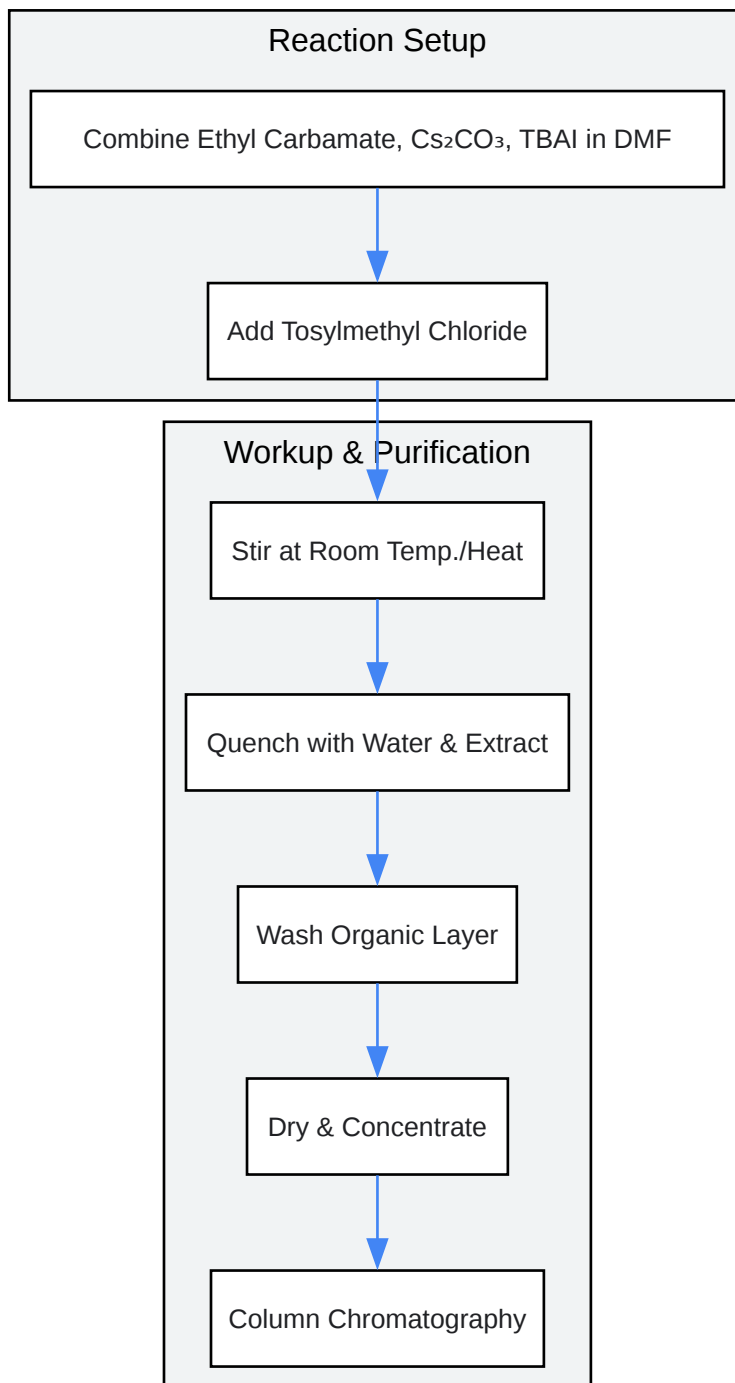 Reaction Setup
Combine Ethyl Carbamate, Cs₂CO₃, TBAI in DMF
Add Tosylmethyl Chloride
Workup & Purification
Stir at Room Temp./Heat
Quench with Water & Extract
Wash Organic Layer
Dry & Concentrate
Column Chromatography